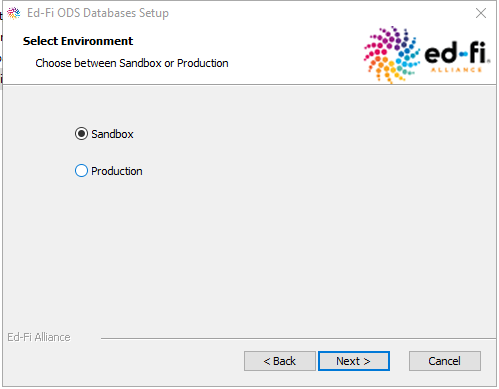 Ed-Fi ODS Databases Setup
Select Environment
Choose between Sandbox or Production
ed-fi
ALLIANCE
Sandbox
Production
Ed-Fi Alliance
< Back
Next >
Cancel